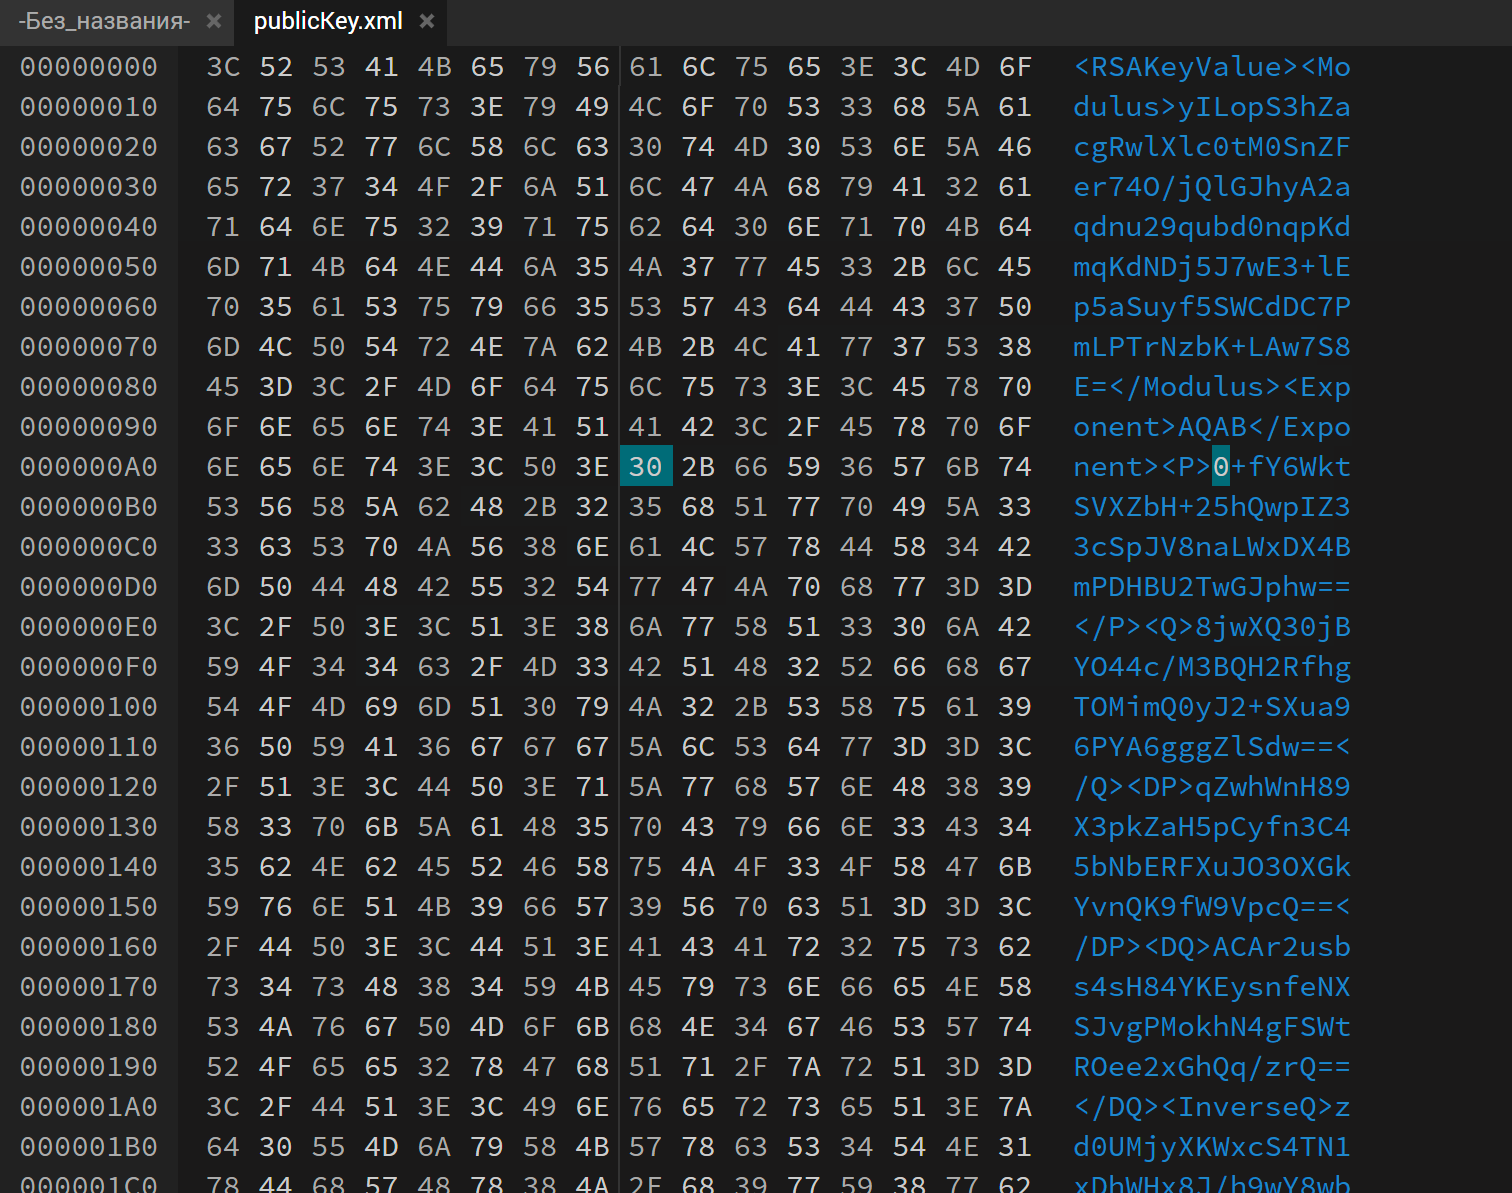 -Без_названия- × publicKey.xml ×
00000000 3C 52 53 41 4B 65 79 56 61 6C 75 65 3E 3C 4D 6F <RSAKeyValue><Mo
00000010 64 75 6C 75 73 3E 79 49 4C 6F 70 53 33 68 5A 61 dulus>yILopS3hZa
00000020 63 67 52 77 6C 58 6C 63 30 74 4D 30 53 6E 5A 46 cgRwlXlc0tM0SnZF
00000030 65 72 37 34 4F 2F 6A 51 6C 47 4A 68 79 41 32 61 er74O/jQlGJhyA2a
00000040 71 64 6E 75 32 39 71 75 62 64 30 6E 71 70 4B 64 qdnu29qubd0nqpKd
00000050 6D 71 4B 64 4E 44 6A 35 4A 37 77 45 33 2B 6C 45 mqKdNDj5J7wE3+lE
00000060 70 35 61 53 75 79 66 35 53 57 43 64 44 43 37 50 p5aSuyf5SWCdDC7P
00000070 6D 4C 50 54 72 4E 7A 62 4B 2B 4C 41 77 37 53 38 mLPTrNzbK+LAw7S8
00000080 45 3D 3C 2F 4D 6F 64 75 6C 75 73 3E 3C 45 78 70 E=</Modulus><Exp
00000090 6F 6E 65 6E 74 3E 41 51 41 42 3C 2F 45 78 70 6F onent>AQAB</Expo
000000A0 6E 65 6E 74 3E 3C 50 3E 30 2B 66 59 36 57 6B 74 nent><P>0+fY6Wkt
000000B0 53 56 58 5A 62 48 2B 32 35 68 51 77 70 49 5A 33 SVXZbH+25hQwpIZ3
000000C0 33 63 53 70 4A 56 38 6E 61 4C 57 78 44 58 34 42 3cSpJV8naLWxDX4B
000000D0 6D 50 44 48 42 55 32 54 77 47 4A 70 68 77 3D 3D mPDHBU2TwGJphw==
000000E0 3C 2F 50 3E 3C 51 3E 38 6A 77 58 51 33 30 6A 42 </P><Q>8jwXQ30jB
000000F0 59 4F 34 34 63 2F 4D 33 42 51 48 32 52 66 68 67 YO44c/M3BQH2Rfhg
00000100 54 4F 4D 69 6D 51 30 79 4A 32 2B 53 58 75 61 39 TOMimQ0yJ2+SXua9
00000110 36 50 59 41 36 67 67 67 5A 6C 53 64 77 3D 3D 3C 6PYA6gggZlSdw==<
00000120 2F 51 3E 3C 44 50 3E 71 5A 77 68 57 6E 48 38 39 /Q><DP>qZwhWnH89
00000130 58 33 70 6B 5A 61 48 35 70 43 79 66 6E 33 43 34 X3pkZaH5pCyfn3C4
00000140 35 62 4E 62 45 52 46 58 75 4A 4F 33 4F 58 47 6B 5bNbERFXuJO3OXGk
00000150 59 76 6E 51 4B 39 66 57 39 56 70 63 51 3D 3D 3C YvnQK9fW9VpcQ==<
00000160 2F 44 50 3E 3C 44 51 3E 41 43 41 72 32 75 73 62 /DP><DQ>ACAr2usb
00000170 73 34 73 48 38 34 59 4B 45 79 73 6E 66 65 4E 58 s4sH84YKEysnfeNX
00000180 53 4A 76 67 50 4D 6F 6B 68 4E 34 67 46 53 57 74 SJvgPMokhN4gFSWt
00000190 52 4F 65 65 32 78 47 68 51 71 2F 7A 72 51 3D 3D ROee2xGhQq/zrQ==
000001A0 3C 2F 44 51 3E 3C 49 6E 76 65 72 73 65 51 3E 7A </DQ><InverseQ>z
000001B0 64 30 55 4D 6A 79 58 4B 57 78 63 53 34 54 4E 31 d0UMjyXKWxcS4TN1
000001C0 78 44 68 57 48 78 38 4A 2F 68 39 77 59 38 77 62 xDhWHx8J/h9wY8wb